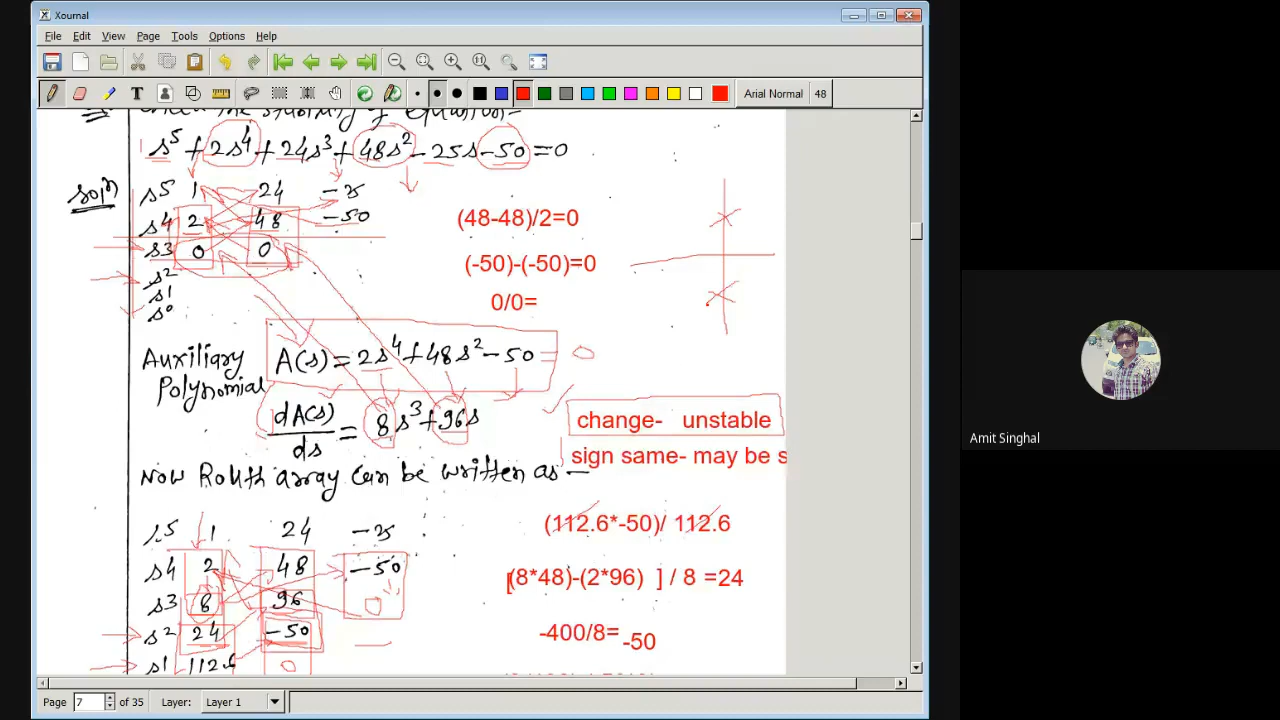 Xournal
File Edit View Page Tools Options Help
Arial Normal 48
s⁵+2s⁴+24s³+48s²-25s-50=0
Solⁿ
s5 1 24 -25
s4 2 48 -50
s3 0 0
s2
s1
s0
(48-48)/2=0
(-50)-(-50)=0
0/0=
Auxiliary Polynomial
A(s)=2s⁴+48s²-50=0
dA(s)/ds=8s³+96s
change- unstable
sign same- may be s
Now Routh array can be written as –
s5 1 24 -25
s4 2 48 -50
s3 8 96 0
s2 24 -50
s1 112.6 0
(112.6*-50)/ 112.6
[(8*48)-(2*96) ] / 8 =24
-400/8= -50
Page 7 of 35 Layer: Layer 1
Amit Singhal